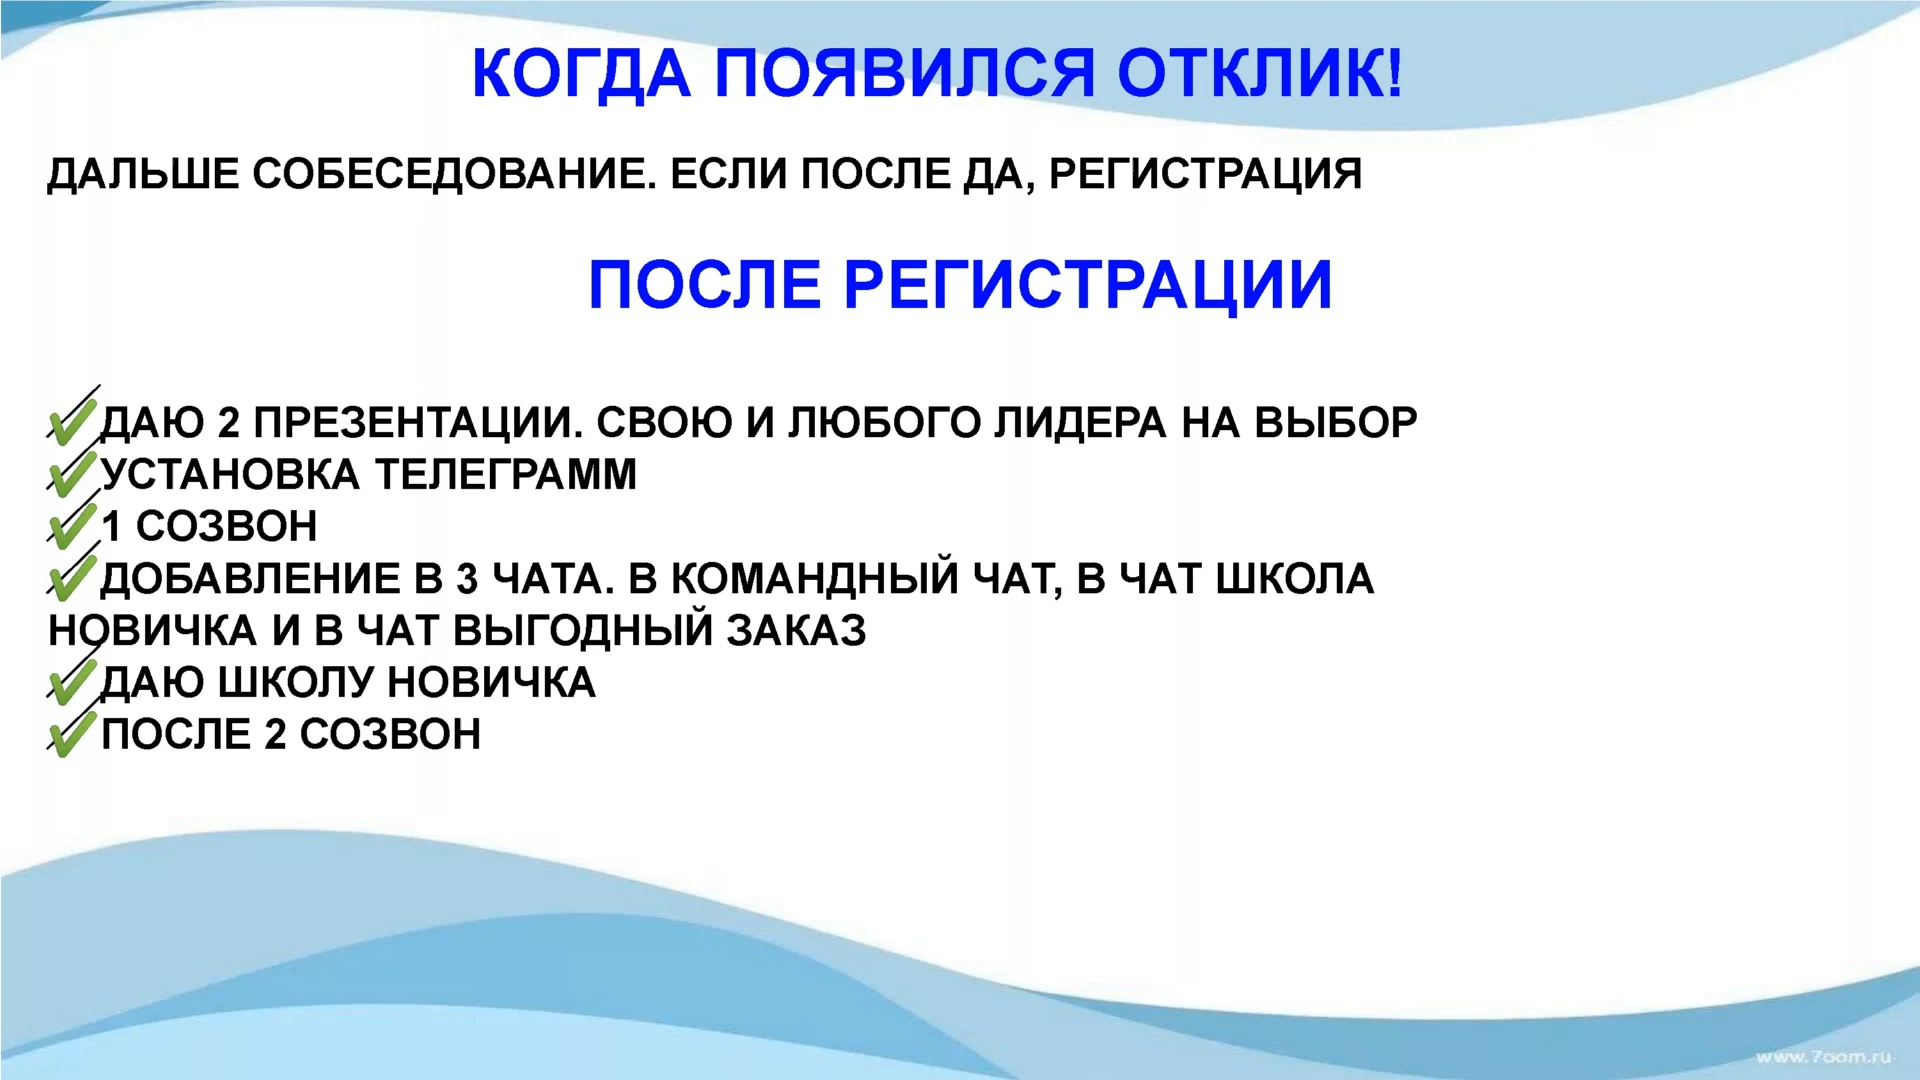 КОГДА ПОЯВИЛСЯ ОТКЛИК!
ДАЛЬШЕ СОБЕСЕДОВАНИЕ. ЕСЛИ ПОСЛЕ ДА, РЕГИСТРАЦИЯ
ПОСЛЕ РЕГИСТРАЦИИ
✔ДАЮ 2 ПРЕЗЕНТАЦИИ. СВОЮ И ЛЮБОГО ЛИДЕРА НА ВЫБОР
✔УСТАНОВКА ТЕЛЕГРАММ
✔1 СОЗВОН
✔ДОБАВЛЕНИЕ В 3 ЧАТА. В КОМАНДНЫЙ ЧАТ, В ЧАТ ШКОЛА
НОВИЧКА И В ЧАТ ВЫГОДНЫЙ ЗАКАЗ
✔ДАЮ ШКОЛУ НОВИЧКА
✔ПОСЛЕ 2 СОЗВОН
www.7oom.ru